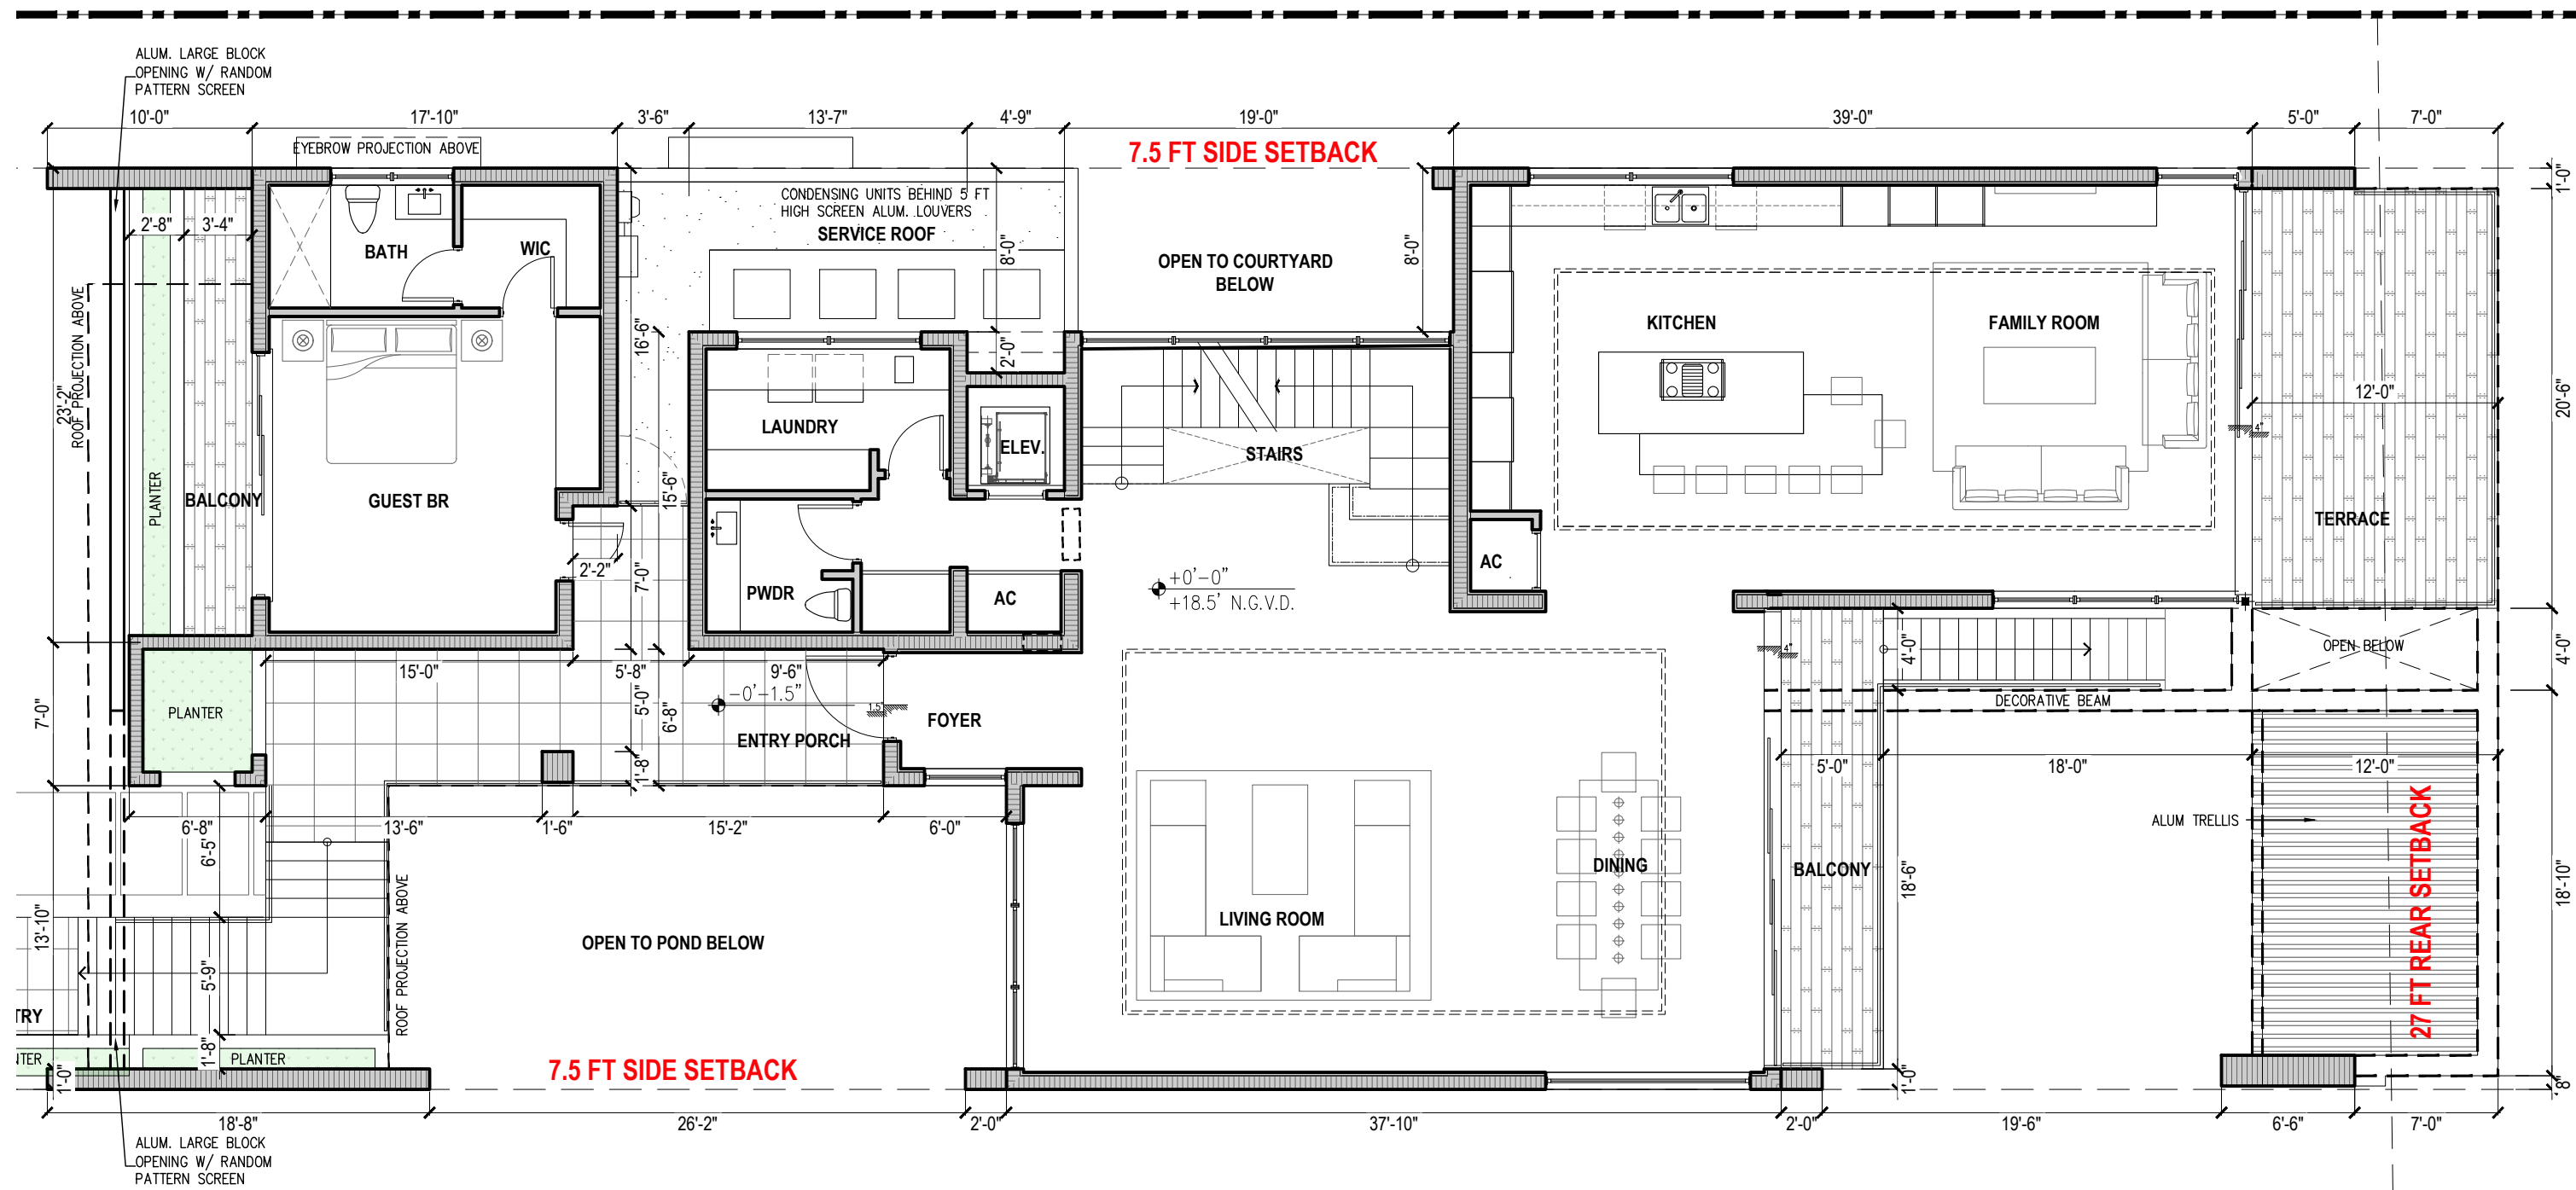 ALUM. LARGE BLOCK
OPENING W/ RANDOM
PATTERN SCREEN
10'-0"
17'-10"
3'-6"
13'-7"
4'-9"
19'-0"
39'-0"
5'-0"
7'-0"
EYEBROW PROJECTION ABOVE
7.5 FT SIDE SETBACK
1'-0"
CONDENSING UNITS BEHIND 5 FT
HIGH SCREEN ALUM. LOUVERS
SERVICE ROOF
2'-8"
3'-4"
BATH
WIC
8'-0"
OPEN TO COURTYARD
BELOW
8'-0"
ROOF PROJECTION ABOVE
23'-2"
16'-6"
2'-0"
KITCHEN
FAMILY ROOM
12'-0"
20'-6"
LAUNDRY
ELEV.
STAIRS
4"
PLANTER
BALCONY
GUEST BR
15'-6"
TERRACE
2'-2"
7'-0"
PWDR
AC
AC
+0'-0"
+18.5' N.G.V.D.
4"
4'-0"
OPEN BELOW
4'-0"
15'-0"
5'-8"
9'-6"
-0'-1.5"
1.5"
PLANTER
7'-0"
5'-0"
6'-8"
FOYER
ENTRY PORCH
1'-8"
DECORATIVE BEAM
5'-0"
18'-0"
12'-0"
6'-8"
13'-6"
1'-6"
15'-2"
6'-0"
6'-5"
ALUM TRELLIS
DINING
BALCONY
18'-6"
27 FT REAR SETBACK
18'-10"
13'-10"
ROOF PROJECTION ABOVE
LIVING ROOM
OPEN TO POND BELOW
5'-9"
TRY
NTER
1'-8"
PLANTER
1'-0"
7.5 FT SIDE SETBACK
1'-0"
8"
18'-8"
26'-2"
2'-0"
37'-10"
2'-0"
19'-6"
6'-6"
7'-0"
ALUM. LARGE BLOCK
OPENING W/ RANDOM
PATTERN SCREEN